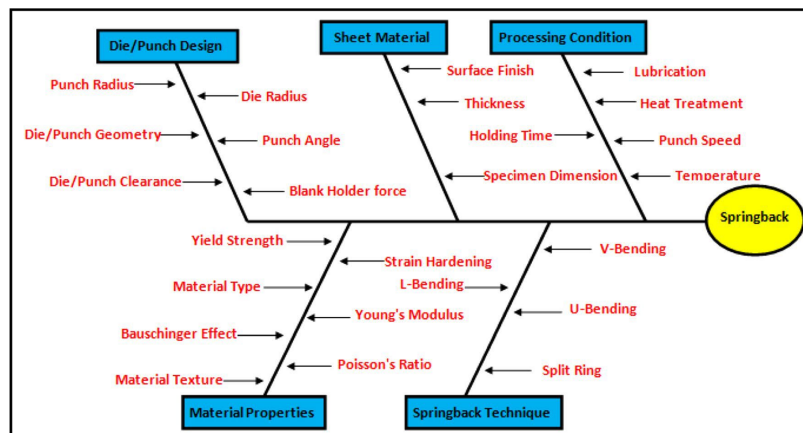 Die/Punch Design
Sheet Material
Processing Condition
Punch Radius
Die Radius
Die/Punch Geometry
Punch Angle
Die/Punch Clearance
Blank Holder force
Surface Finish
Thickness
Specimen Dimension
Lubrication
Heat Treatment
Holding Time
Punch Speed
Temperature
Springback
Yield Strength
Strain Hardening
Material Type
Young's Modulus
Bauschinger Effect
Poisson's Ratio
Material Texture
V-Bending
L-Bending
U-Bending
Split Ring
Material Properties
Springback Technique